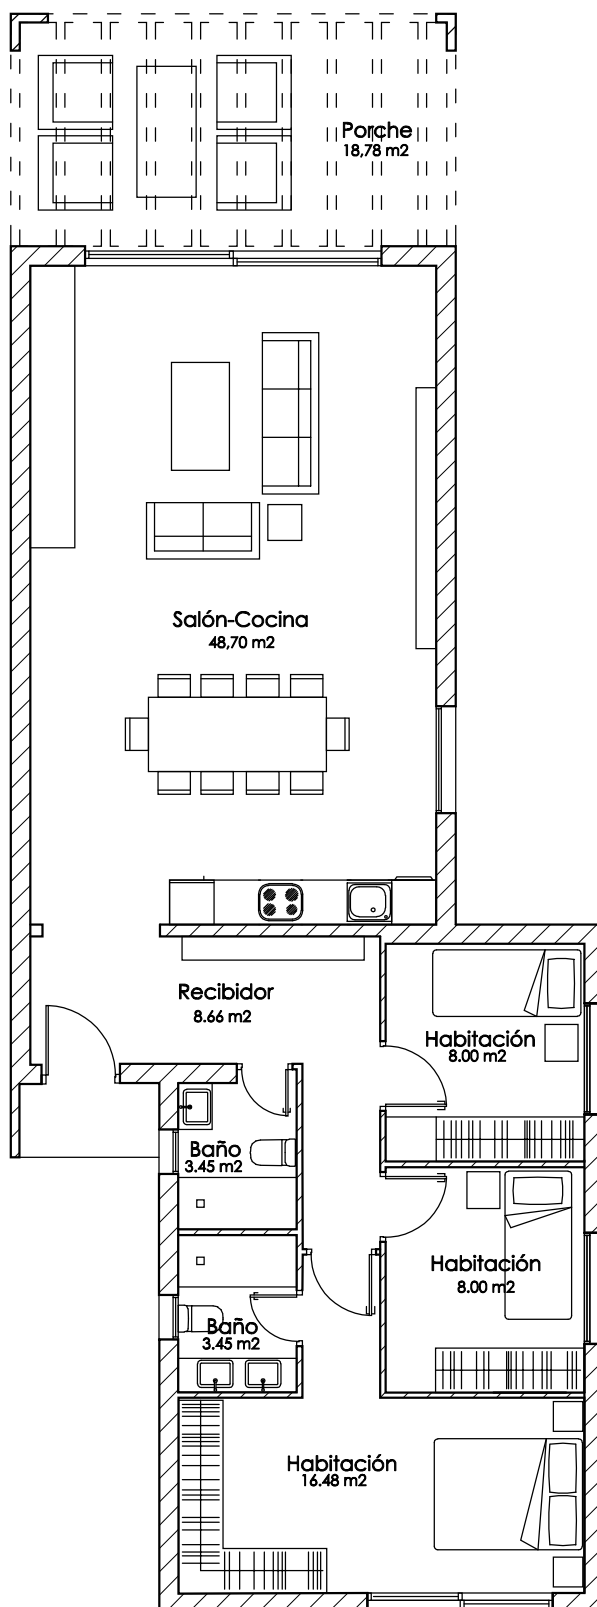 Porche
18,78 m2
Salón-Cocina
48,70 m2
Recibidor
8.66 m2
Habitación
8.00 m2
Baño
3.45 m2
Habitación
8.00 m2
Baño
3.45 m2
Habitación
16.48 m2